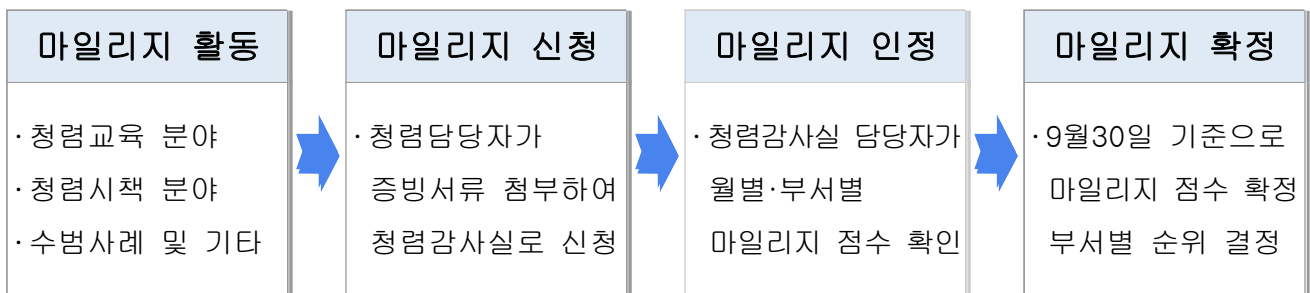 마일리지 활동
·청렴교육 분야
·청렴시책 분야
·수범사례 및 기타
마일리지 신청
·청렴담당자가
증빙서류 첨부하여
청렴감사실로 신청
마일리지 인정
·청렴감사실 담당자가
월별·부서별
마일리지 점수 확인
마일리지 확정
·9월30일 기준으로
마일리지 점수 확정
부서별 순위 결정